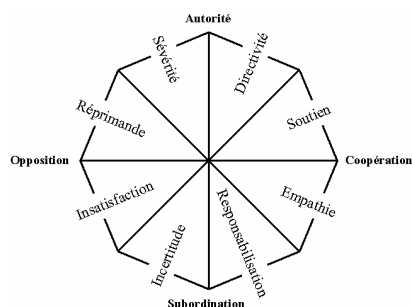 Autorité
Sévérité
Directivité
Réprimande
Soutien
Opposition
Coopération
Insatisfaction
Empathie
Incertitude
Responsabilisation
Subordination